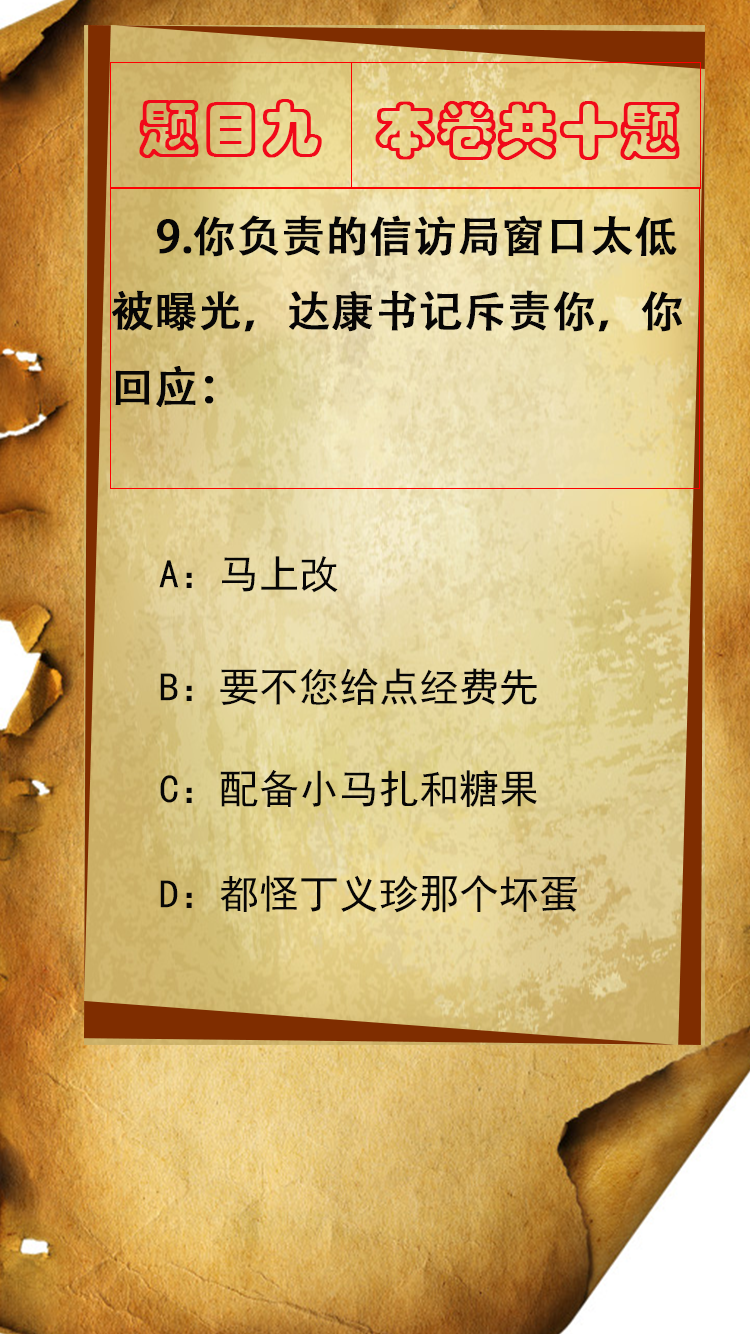 题目九 本卷共十题
9.你负责的信访局窗口太低
被曝光，达康书记斥责你，你
回应：
A：马上改
B：要不您给点经费先
C：配备小马扎和糖果
D：都怪丁义珍那个坏蛋